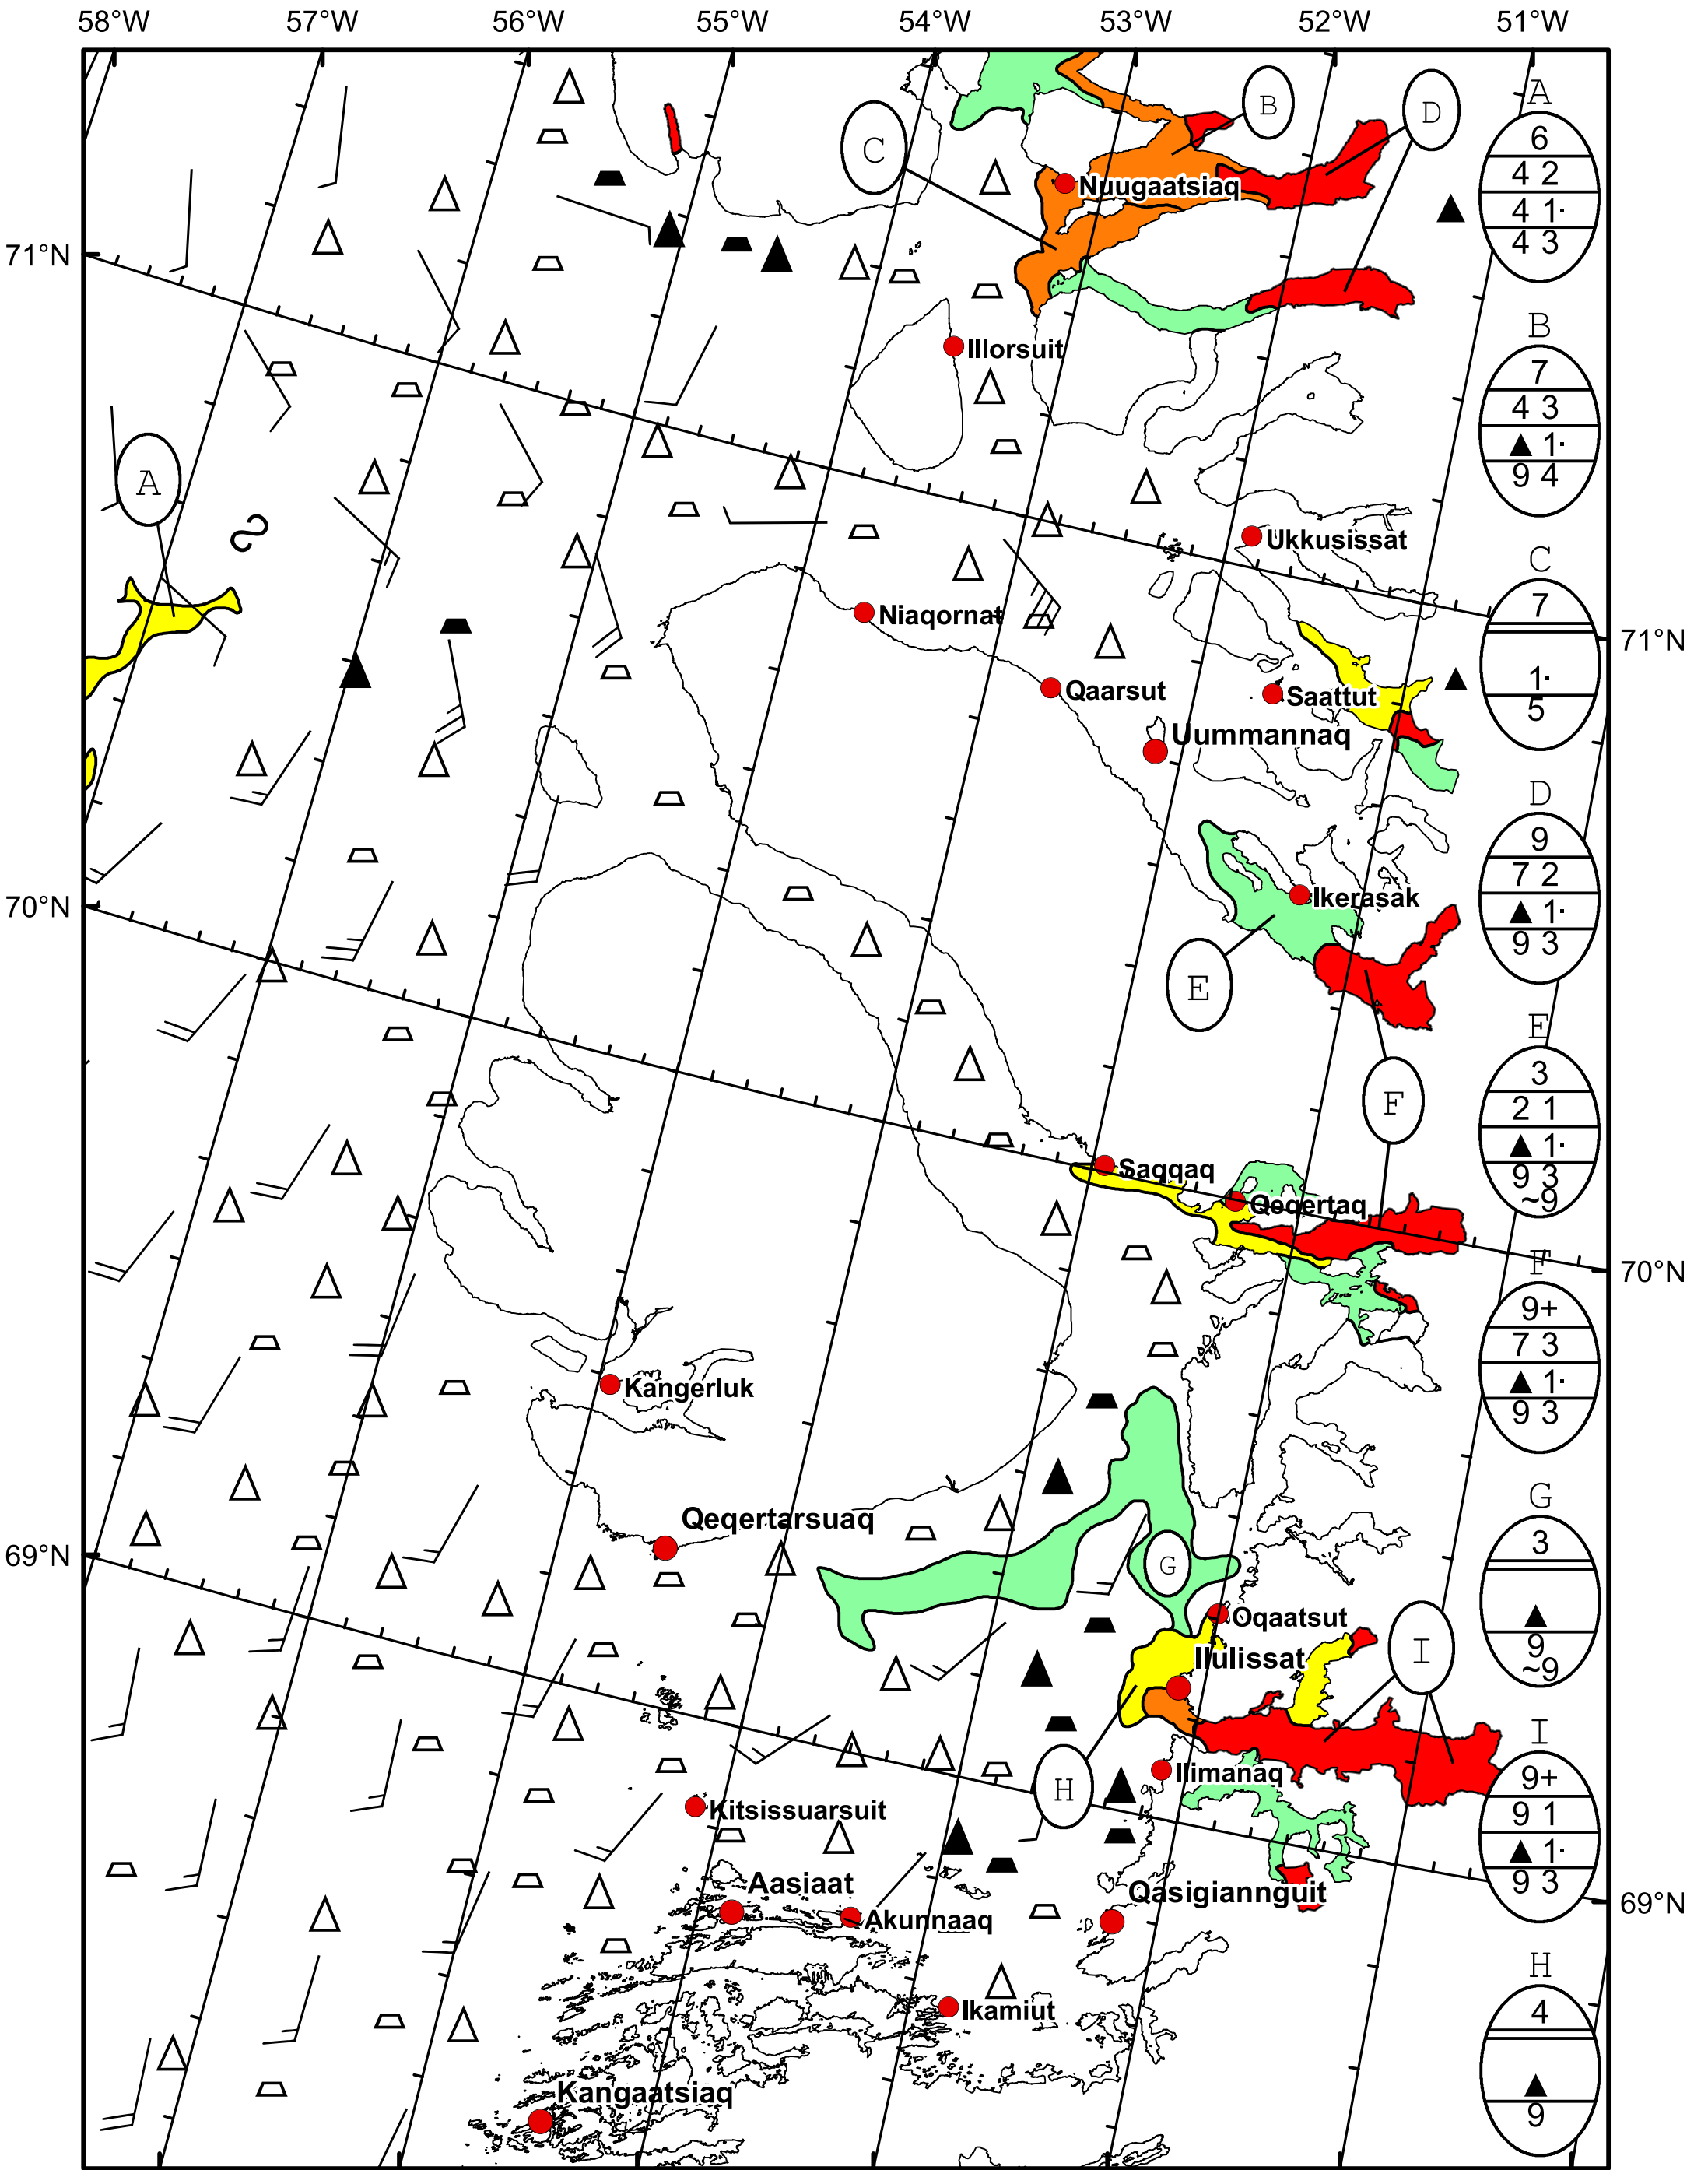 58°W 57°W 56°W 55°W 54°W 53°W 52°W 51°W
A
6
4 2
4 1·
4 3
B
7
4 3
▲ 1·
9 4
C
7
1·
5
D
9
7 2
▲ 1·
9 3
E
3
2 1
▲ 1·
9 3
~9
F
9+
7 3
▲ 1·
9 3
G
3
▲
9
~9
I
9+
9 1
▲ 1·
9 3
H
4
▲
9
B
D
C
Nuugaatsiaq
71°N
Illorsuit
A
Ukkusissat
Niaqornat
71°N
Qaarsut
Saattut
Uummannaq
Ikerasak
70°N
E
F
Saqqaq
Qeqertaq
70°N
Kangerluk
Qeqertarsuaq
69°N
G
Oqaatsut
Ilulissat
I
H
Ilimanaq
Kitsissuarsuit
Aasiaat
Qasigiannguit
69°N
Akunnaaq
Ikamiut
Kangaatsiaq